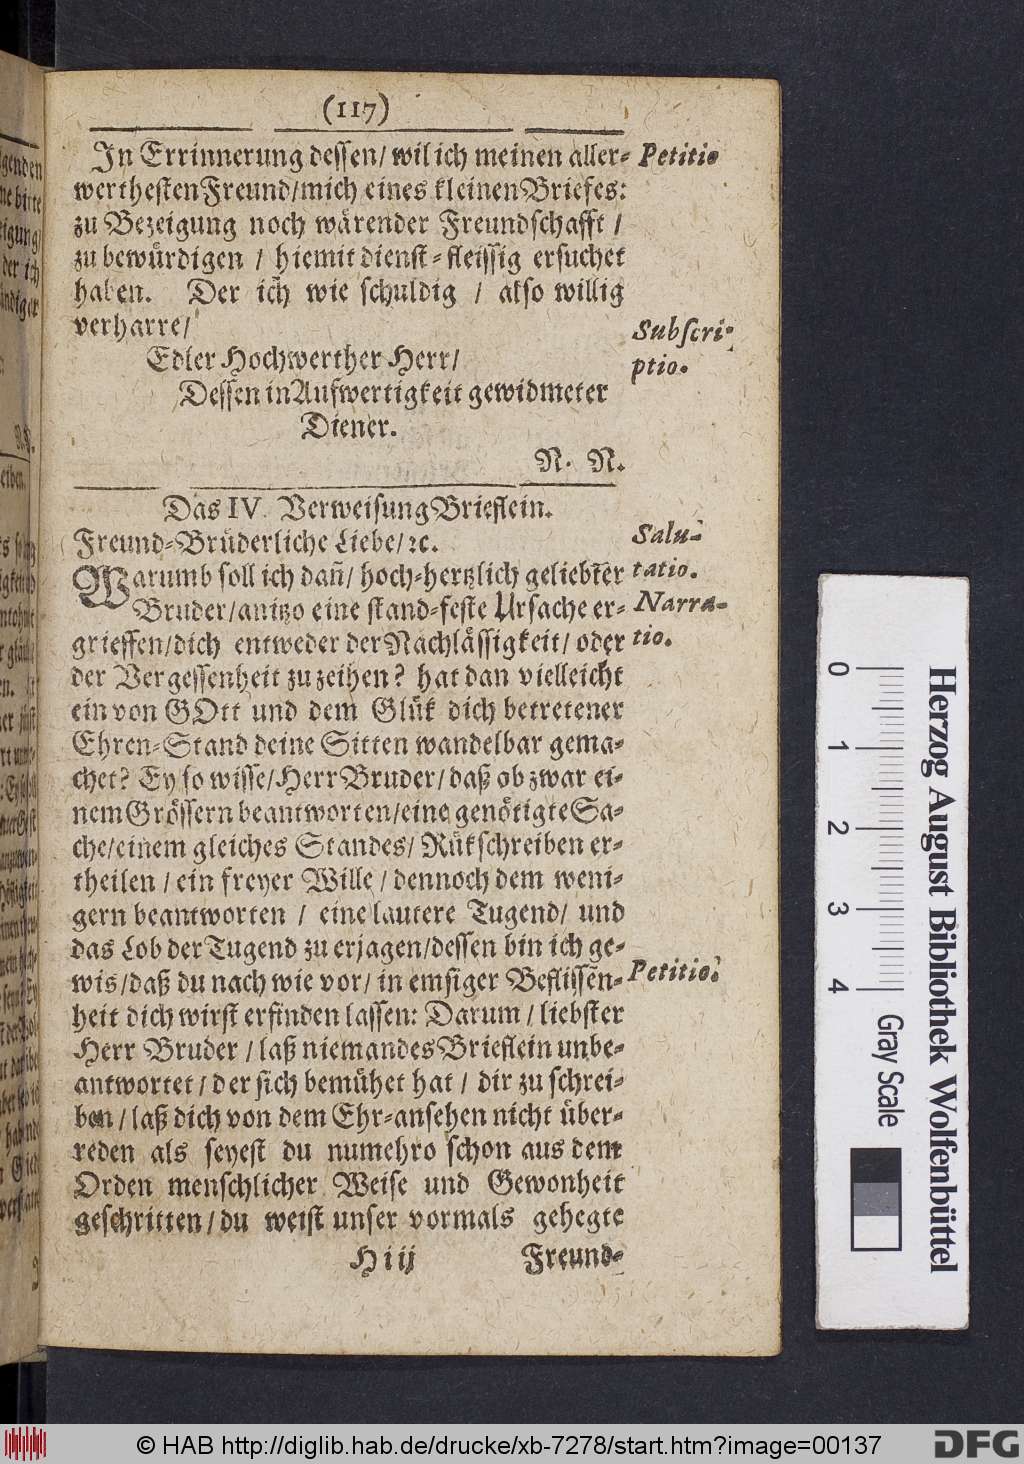 (117)
In Errinnerung dessen/ wil ich meinen aller-
werthesten Freund/mich eines kleinen Briefes:
zu Bezeigung noch wärender Freundschafft /
zu bewürdigen / hiemit dienst-fleissig ersuchet
haben. Der ich wie schuldig / also willig
verharre/
Petitio
Edler Hochwerther Herr/
Dessen in Aufwertigkeit gewidmeter
Diener.
N. N.
Subscri-
ptio.
Das IV. Verweisung Brieflein.
Freund-Brüderliche Liebe/ ꝛc.
Warumb soll ich dañ/ hoch-hertzlich geliebter
Bruder/anitzo eine stand-feste Ursache er-
grieffen/dich entweder der Nachlässigkeit/ oder
der Vergessenheit zu zeihen? hat dan vielleicht
ein von GOtt und dem Glük dich betretener
Ehren-Stand deine Sitten wandelbar gema-
chet? Ey so wisse/Herr Bruder/daß ob zwar ei-
nem Grössern beantworten/eine genötigte Sa-
che/einem gleiches Standes/ Rükschreiben er-
theilen / ein freyer Wille / dennoch dem weni-
gern beantworten / eine lautere Tugend/ und
das Lob der Tugend zu erjagen/dessen bin ich ge-
wis/daß du nach wie vor/ in emsiger Beflissen-
heit dich wirst erfinden lassen: Darum / liebster
Herr Bruder / laß niemandes Brieflein unbe-
antwortet / der sich bemühet hat / dir zu schrei-
ben / laß dich von dem Ehr-ansehen nicht über-
reden als seyest du numehro schon aus dem
Orden menschlicher Weise und Gewonheit
geschritten/du weist unser vormals gehegte
Salu-
tatio.
Narra-
tio.
Petitio.
H iij
Freund-
0 1 2 3 4
Gray Scale
Herzog August Bibliothek Wolfenbüttel
© HAB http://diglib.hab.de/drucke/xb-7278/start.htm?image=00137
DFG